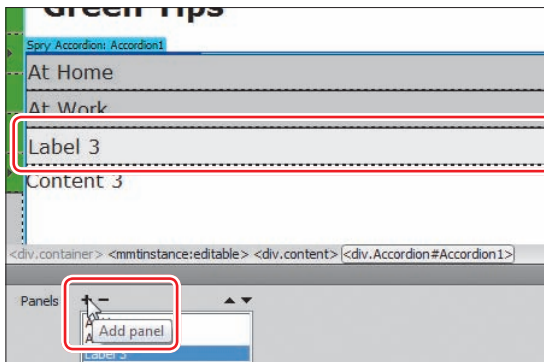 Green Tips
Spry Accordion: Accordion1
At Home
At Work
Label 3
Content 3
<div.container> <mmtinstance:editable> <div.content> <div.Accordion#Accordion1>
Panels
Add panel
Label 3